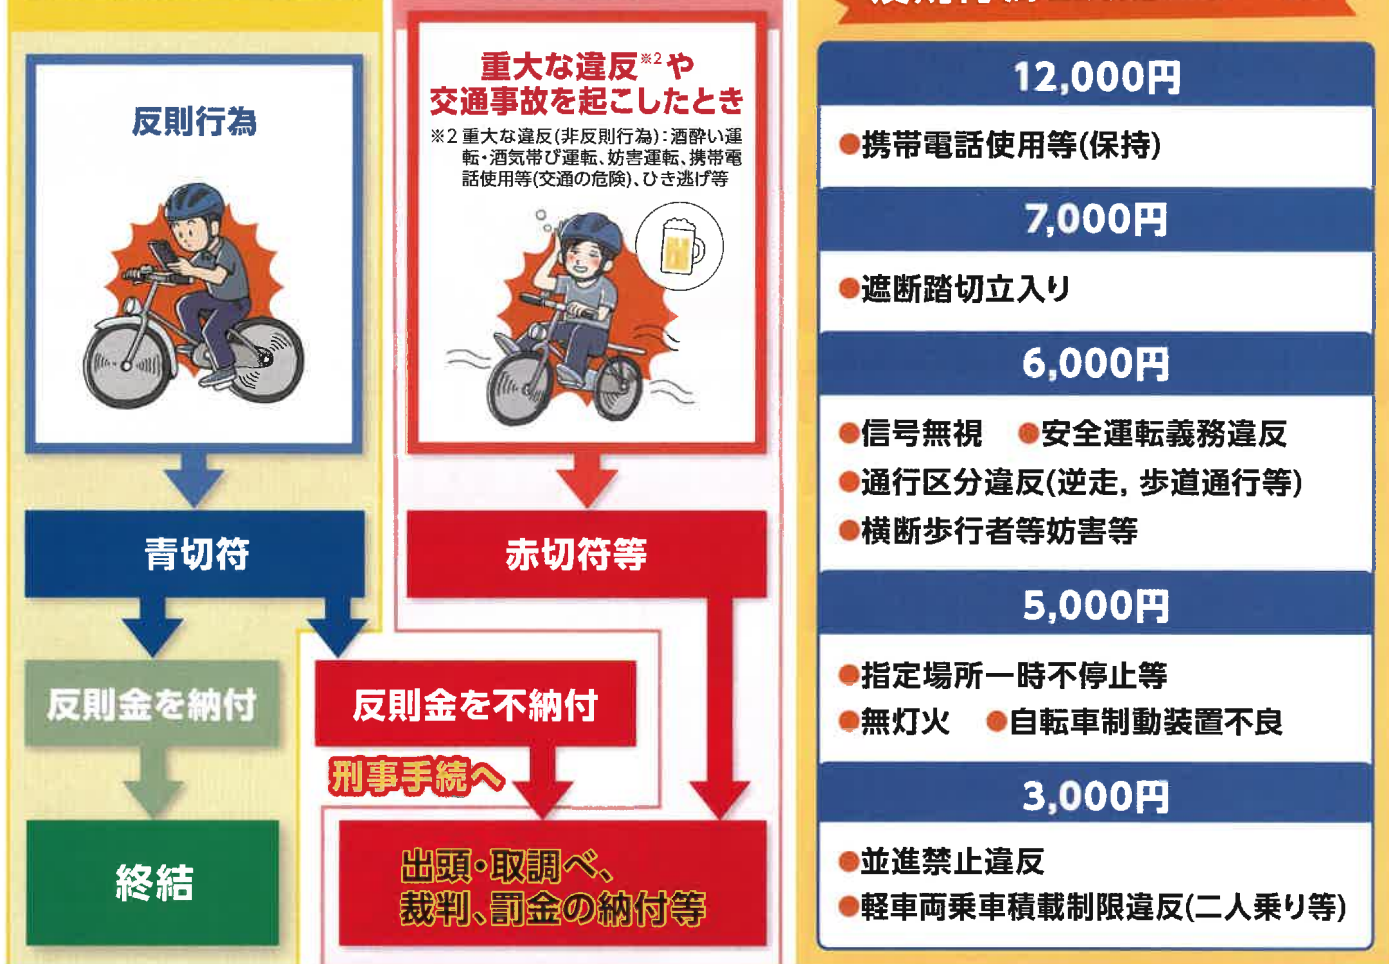 反則行為
重大な違反※2や
交通事故を起こしたとき
※2 重大な違反(非反則行為):酒酔い運
転・酒気帯び運転、妨害運転、携帯電
話使用等(交通の危険)、ひき逃げ等
青切符
赤切符等
反則金を納付
反則金を不納付
刑事手続へ
終結
出頭・取調べ、
裁判、罰金の納付等
12,000円
●携帯電話使用等(保持)
7,000円
●遮断踏切立入り
6,000円
●信号無視 ●安全運転義務違反
●通行区分違反(逆走, 歩道通行等)
●横断歩行者等妨害等
5,000円
●指定場所一時不停止等
●無灯火 ●自転車制動装置不良
3,000円
●並進禁止違反
●軽車両乗車積載制限違反(二人乗り等)